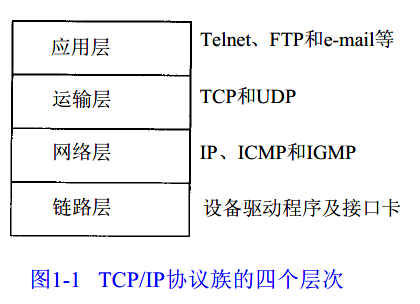 应用层 Telnet、FTP和e-mail等
运输层 TCP和UDP
网络层 IP、ICMP和IGMP
链路层 设备驱动程序及接口卡
图1-1 TCP/IP协议族的四个层次